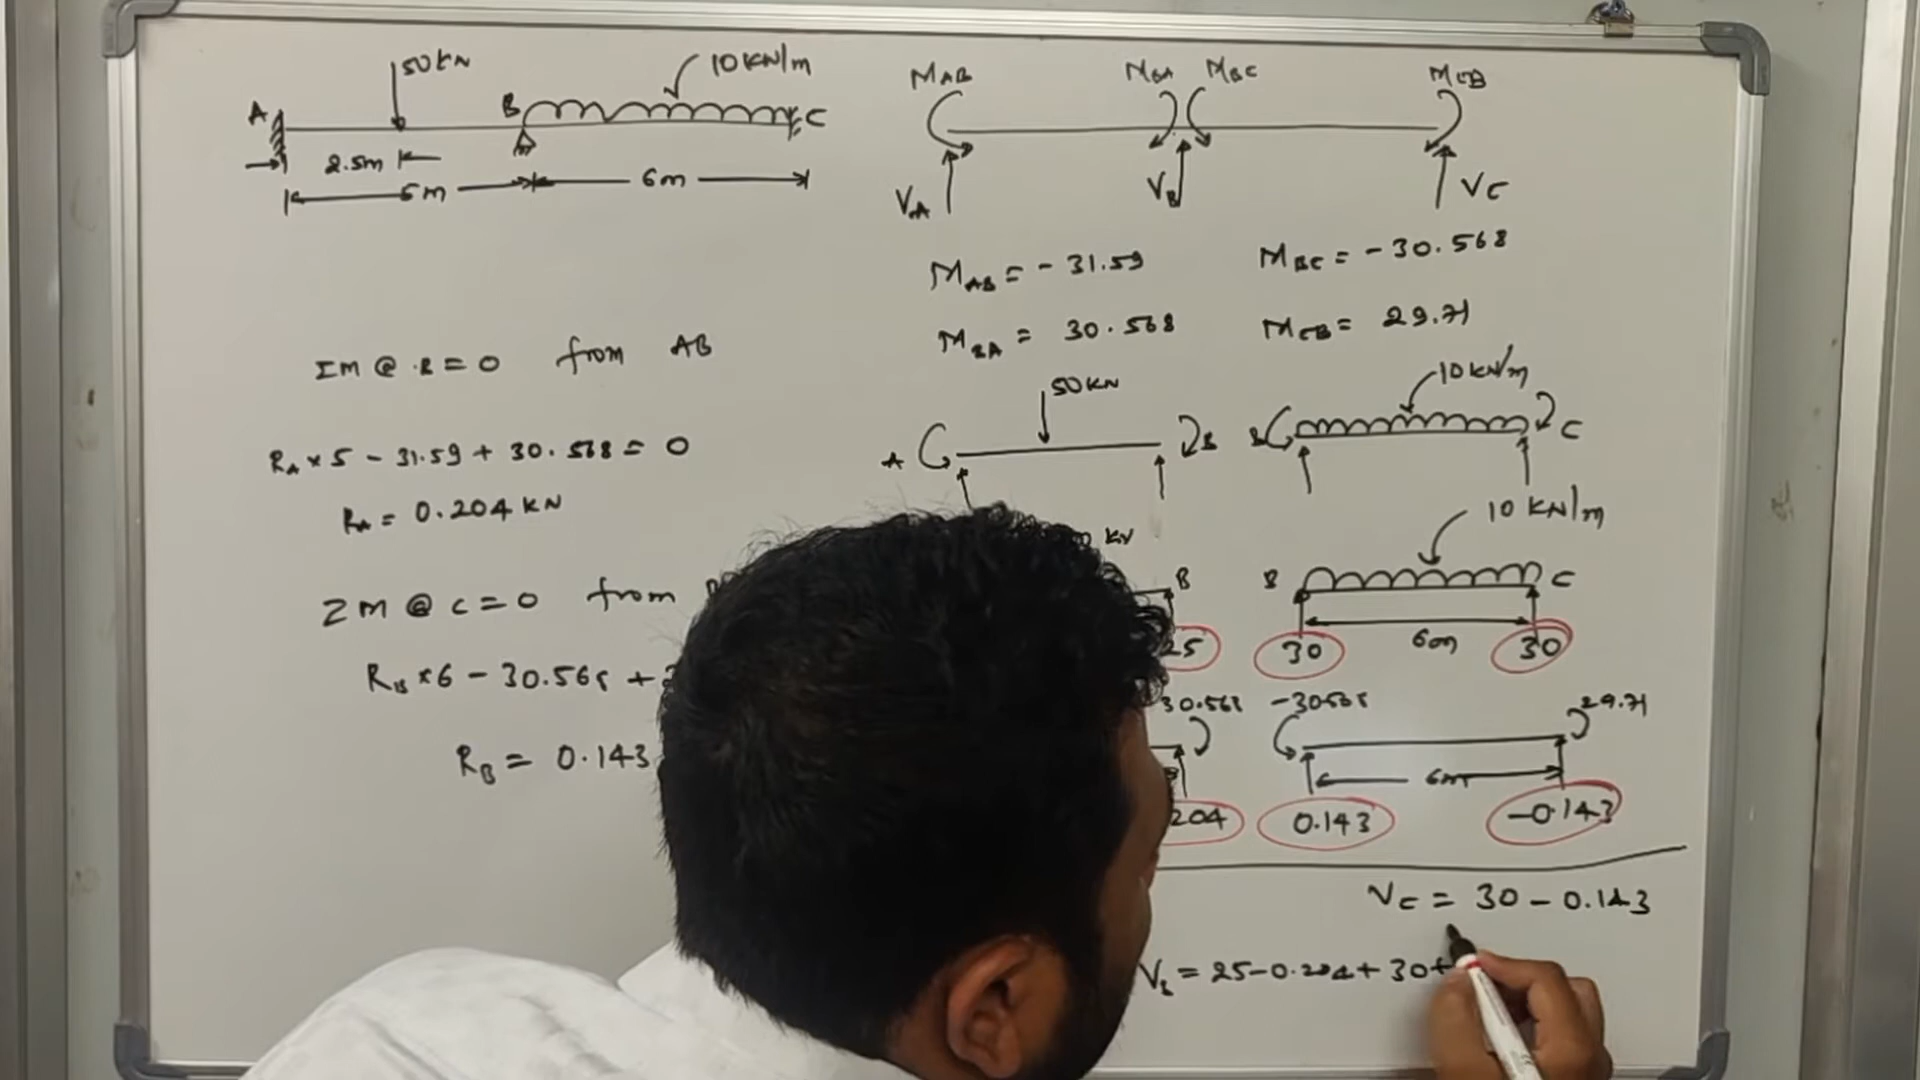 50KN
10KN/m
A
B
C
2.5m
5m
6m
MAB
MBA
MBC
MCB
VA
VB
VC
MAB = - 31.59
MBC = - 30.568
MBA = 30.568
MCB = 29.71
ΣM @ B = 0 from AB
RA × 5 - 31.59 + 30.568 = 0
RA = 0.204 KN
50KN
A
B
10KN/m
B
C
ΣM @ C = 0 from
RB × 6 - 30.568 +
RB = 0.143
KN
B
25
10 KN/m
B
C
30
6m
30
30.568
-30.568
29.71
6m
204
0.143
-0.143
VC = 30 - 0.143
VB = 25 - 0.204 + 30 +